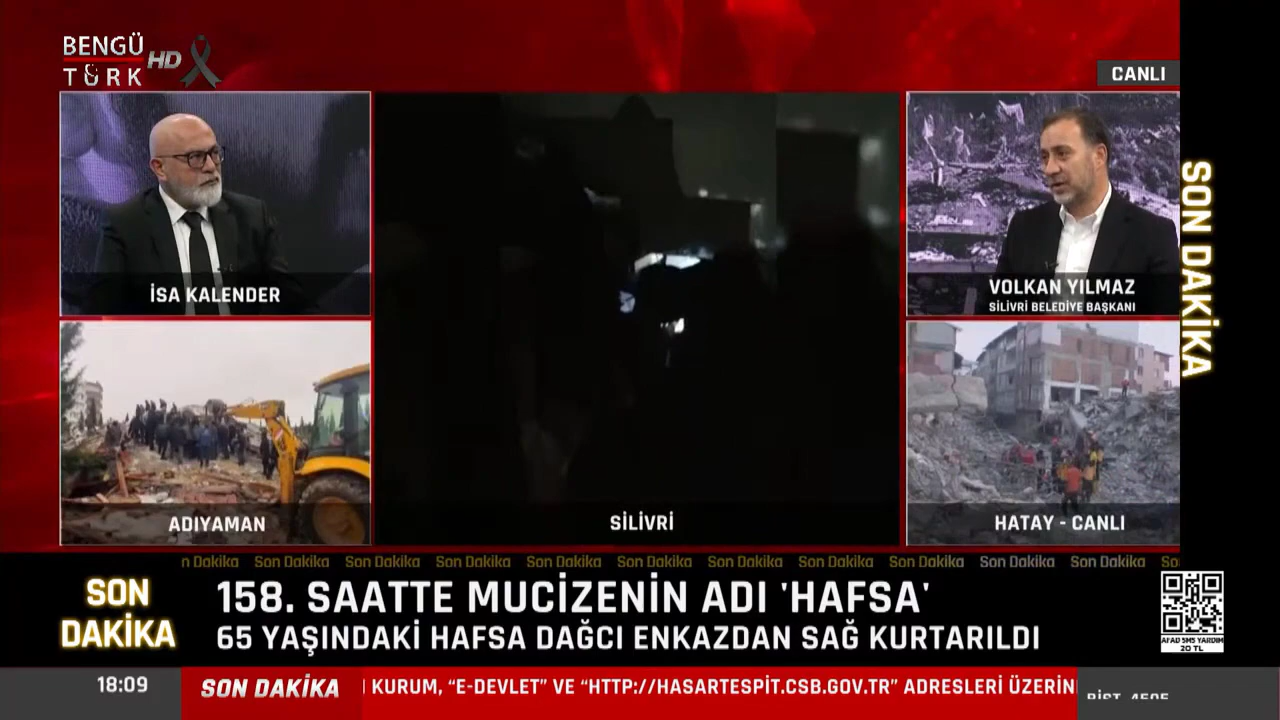 BENGÜ
TÜRK HD
CANLI
İSA KALENDER
VOLKAN YILMAZ
SİLİVRİ BELEDİYE BAŞKANI
SON DAKİKA
ADIYAMAN
SİLİVRİ
HATAY - CANLI
Son Dakika Son Dakika Son Dakika Son Dakika Son Dakika Son Dakika Son Dakika Son Dakika Son Dakika Son Dakika
SON
DAKİKA
158. SAATTE MUCİZENİN ADI 'HAFSA'
65 YAŞINDAKİ HAFSA DAĞCI ENKAZDAN SAĞ KURTARILDI
AFAD SMS YARDIM
20 TL
18:09
SON DAKİKA
KURUM, “E-DEVLET” VE “HTTP://HASARTESPIT.CSB.GOV.TR” ADRESLERİ ÜZERİN